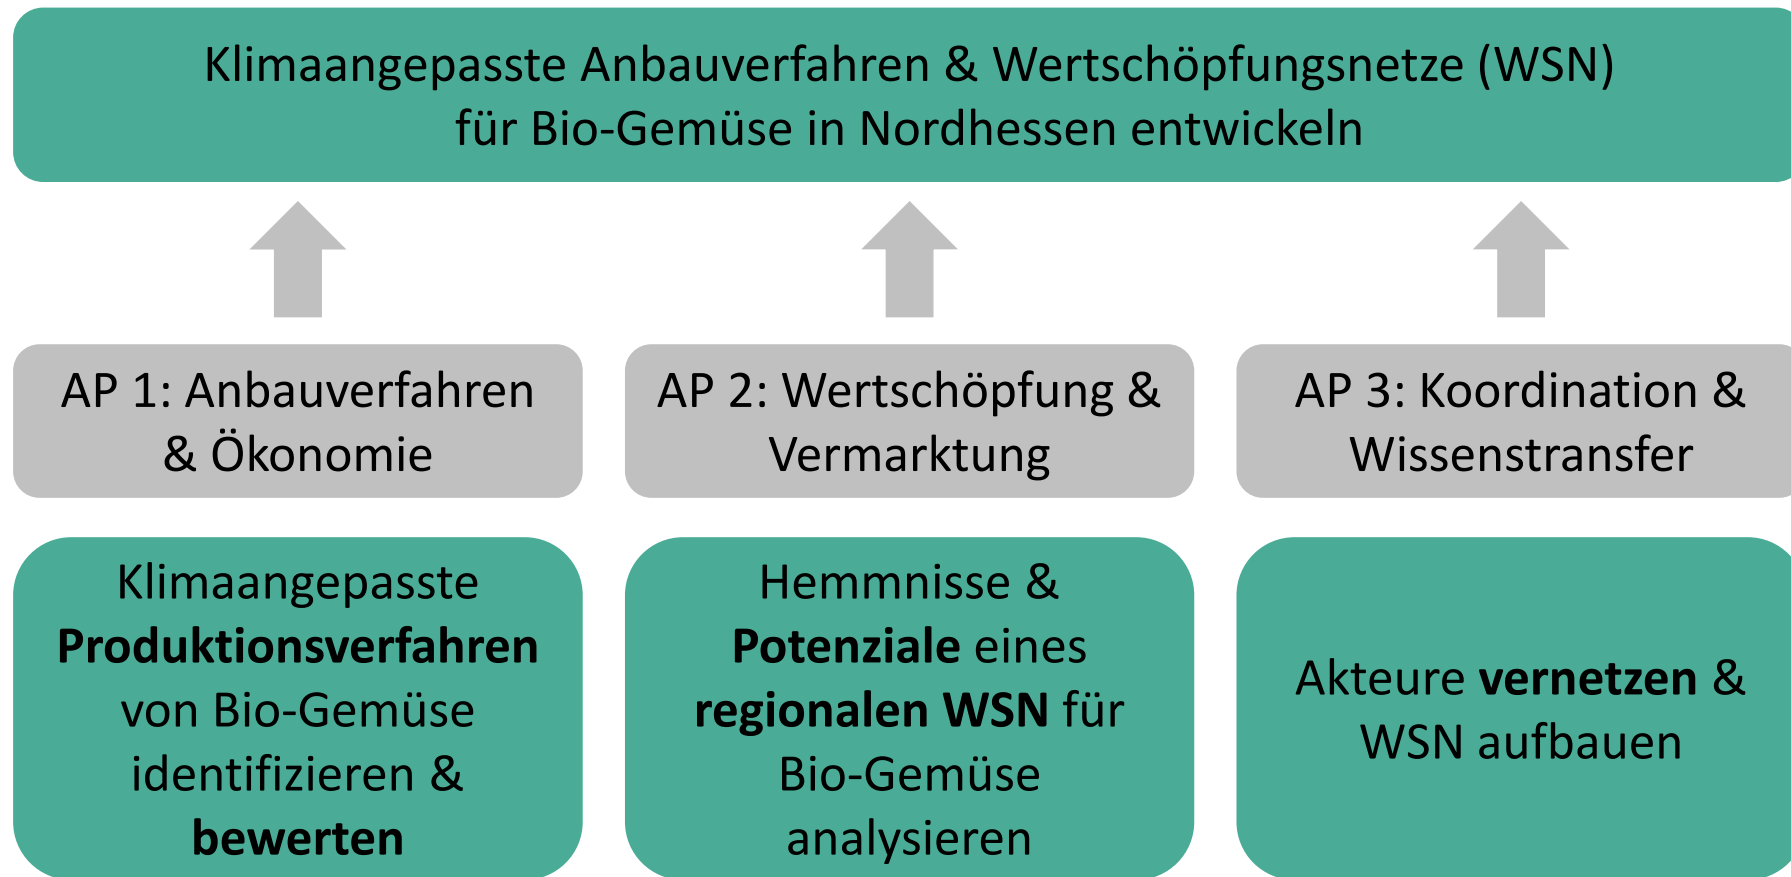 Klimaangepasste Anbauverfahren & Wertschöpfungsnetze (WSN)
für Bio-Gemüse in Nordhessen entwickeln
AP 1: Anbauverfahren
& Ökonomie
AP 2: Wertschöpfung &
Vermarktung
AP 3: Koordination &
Wissenstransfer
Klimaangepasste
Produktionsverfahren
von Bio-Gemüse
identifizieren &
bewerten
Hemmnisse &
Potenziale eines
regionalen WSN für
Bio-Gemüse
analysieren
Akteure vernetzen &
WSN aufbauen